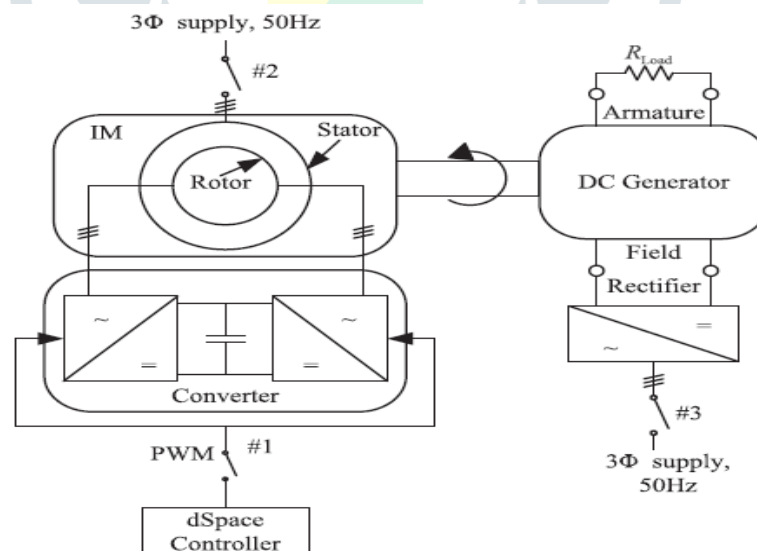 3Φ supply, 50Hz
#2
IM
Stator
Rotor
R_Load
Armature
DC Generator
Field
Rectifier
~
=
~
=
Converter
=
~
#3
3Φ supply,
50Hz
PWM
#1
dSpace
Controller